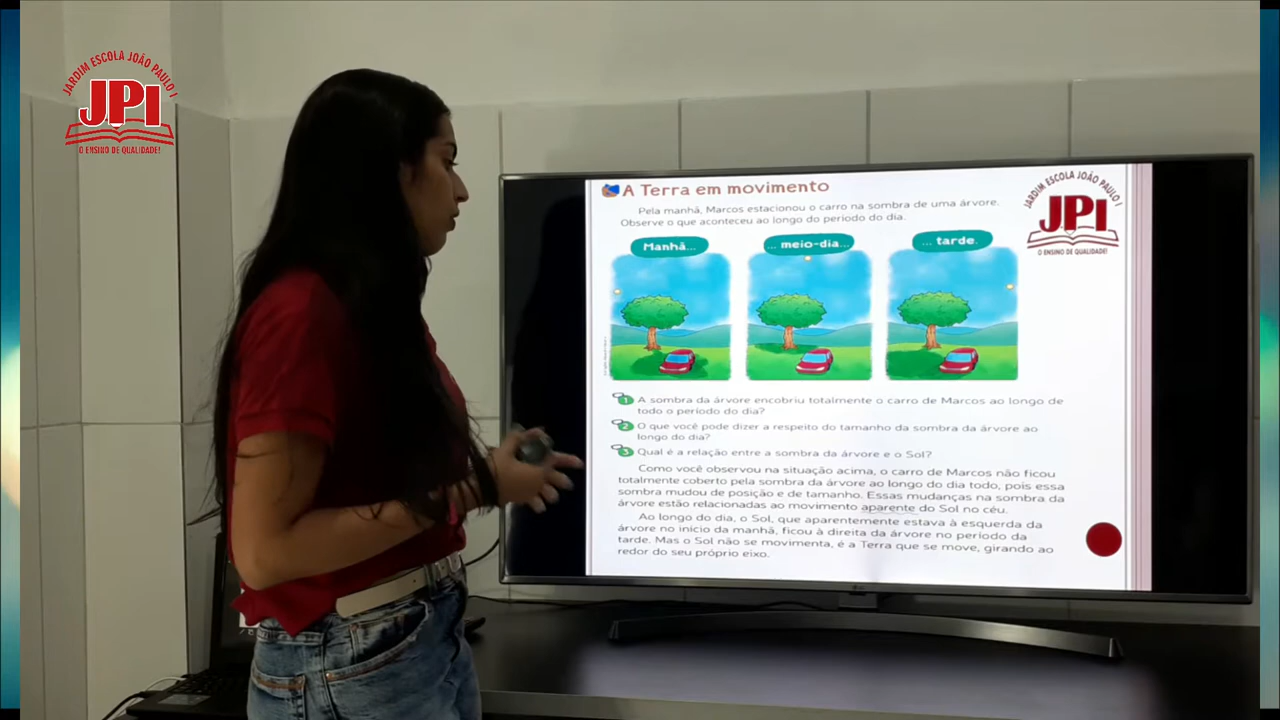 JARDIM ESCOLA JOÃO PAULO I
JPI
O ENSINO DE QUALIDADE!
A Terra em movimento
Pela manhã, Marcos estacionou o carro na sombra de uma árvore.
Observe o que aconteceu ao longo do período do dia.
Manhã...
... meio-dia...
... tarde.
1 A sombra da árvore encobriu totalmente o carro de Marcos ao longo de
todo o período do dia?
2 O que você pode dizer a respeito do tamanho da sombra da árvore ao
longo do dia?
3 Qual é a relação entre a sombra da árvore e o Sol?
Como você observou na situação acima, o carro de Marcos não ficou
totalmente coberto pela sombra da árvore ao longo do dia todo, pois essa
sombra mudou de posição e de tamanho. Essas mudanças na sombra da
árvore estão relacionadas ao movimento aparente do Sol no céu.
Ao longo do dia, o Sol, que aparentemente estava à esquerda da
árvore no início da manhã, ficou à direita da árvore no período da
tarde. Mas o Sol não se movimenta, é a Terra que se move, girando ao
redor do seu próprio eixo.
JARDIM ESCOLA JOÃO PAULO I
JPI
O ENSINO DE QUALIDADE!